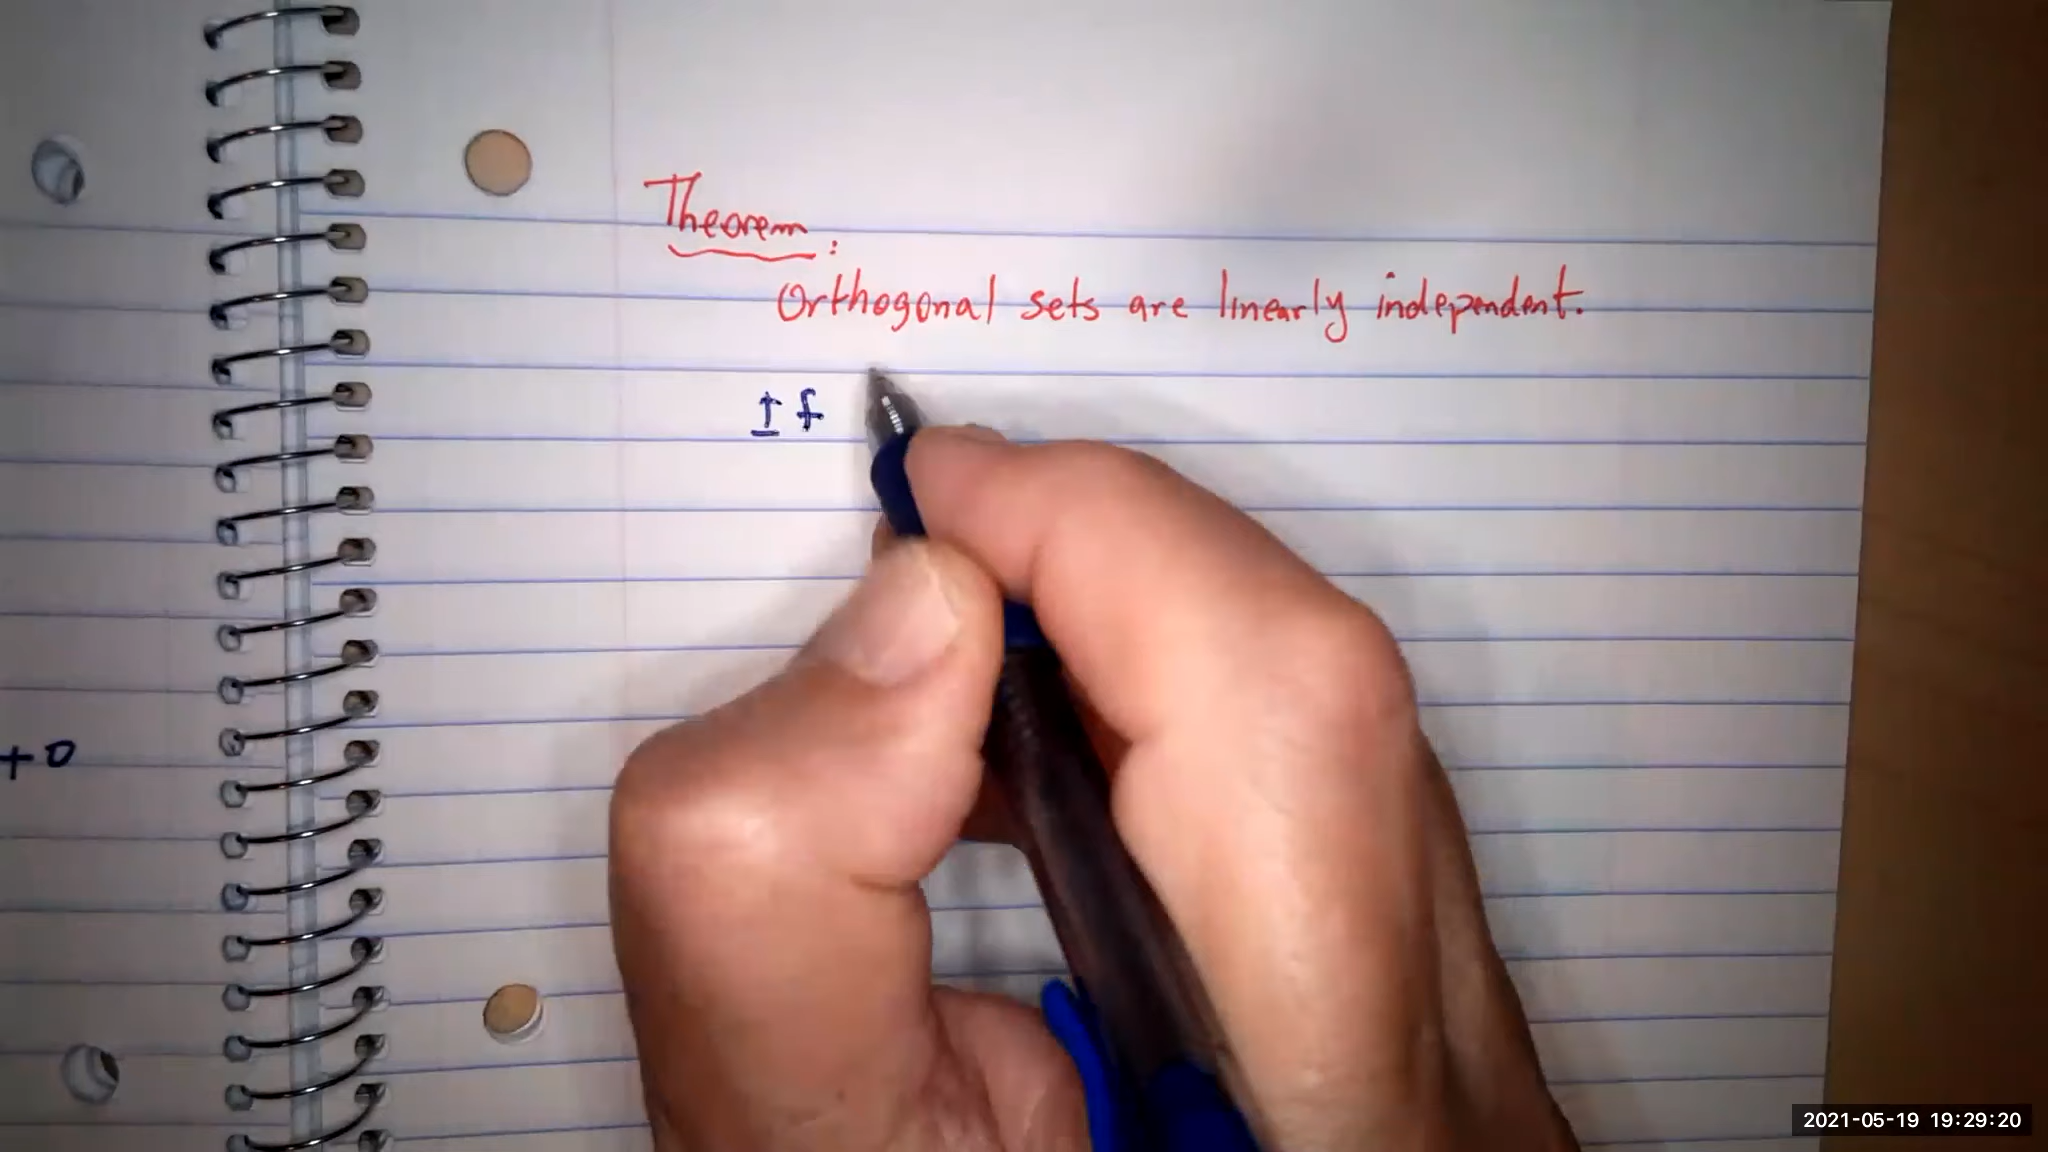 Theorem:
Orthogonal sets are linearly independent.
If
+ 0
2021-05-19 19:29:20